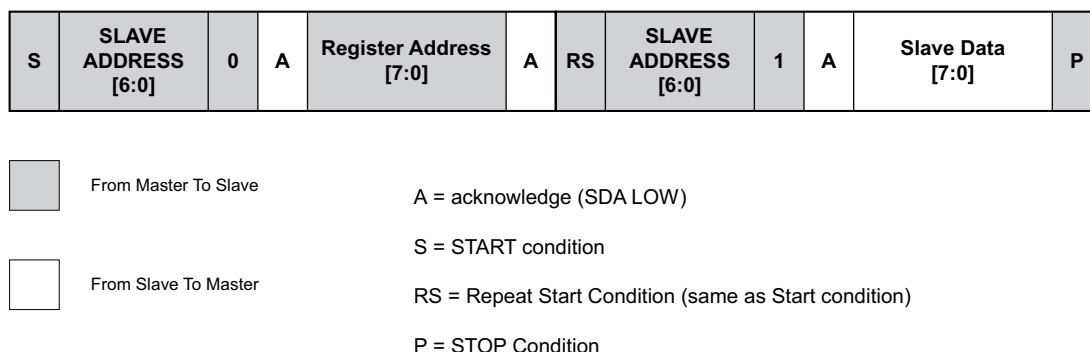 S
SLAVE
ADDRESS
[6:0]
0
A
Register Address
[7:0]
A
RS
SLAVE
ADDRESS
[6:0]
1
A
Slave Data
[7:0]
P
From Master To Slave
From Slave To Master
A = acknowledge (SDA LOW)
S = START condition
RS = Repeat Start Condition (same as Start condition)
P = STOP Condition